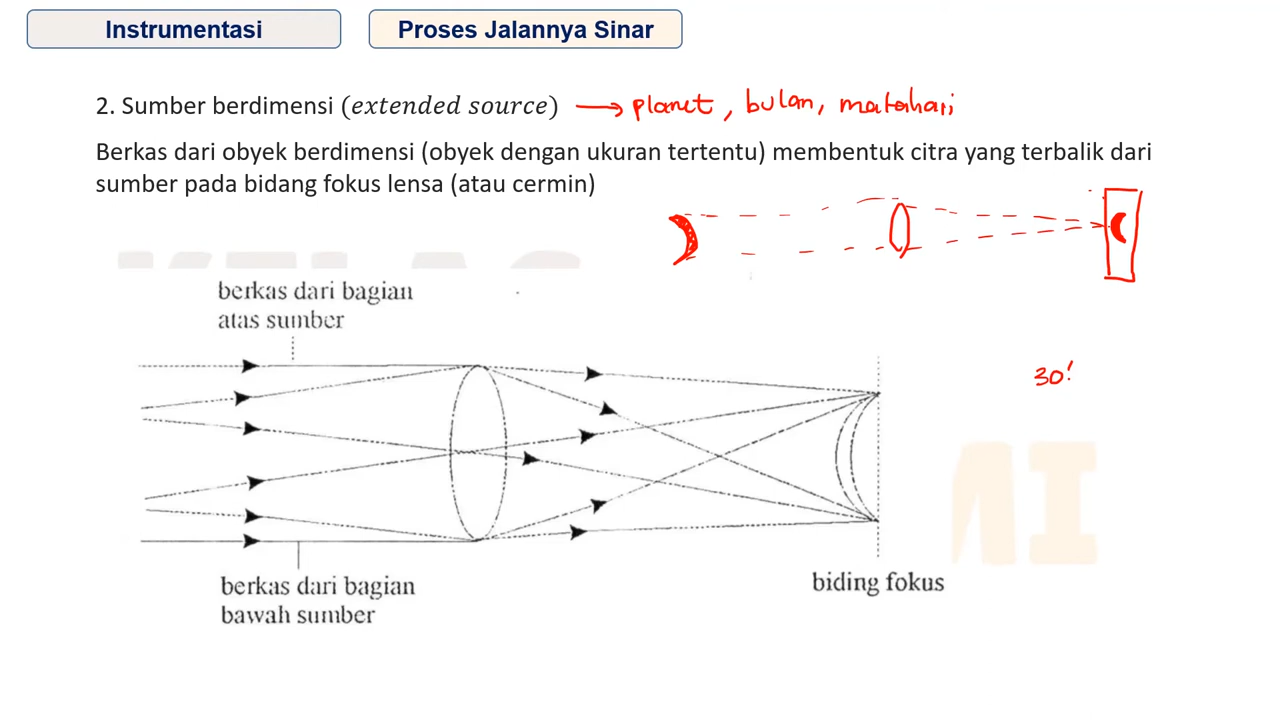 Instrumentasi
Proses Jalannya Sinar
2. Sumber berdimensi (extended source) → planet, bulan, matahari
Berkas dari obyek berdimensi (obyek dengan ukuran tertentu) membentuk citra yang terbalik dari
sumber pada bidang fokus lensa (atau cermin)
berkas dari bagian
atas sumber
30'
berkas dari bagian
bawah sumber
biding fokus